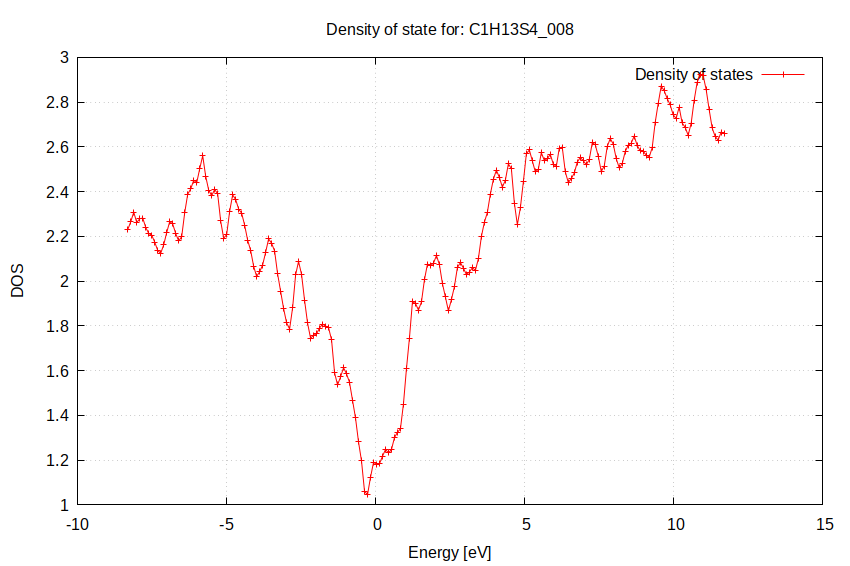 Density of state for: C1H13S4_008
Density of states
3
2.8
2.6
2.4
2.2
2
1.8
1.6
1.4
1.2
1
DOS
-10 -5 0 5 10 15
Energy [eV]